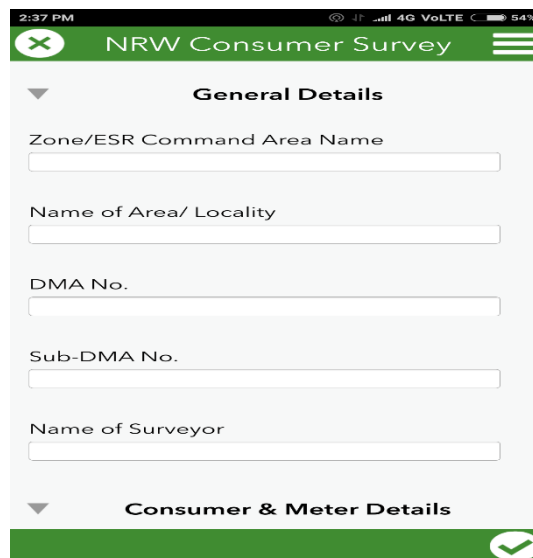 2:37 PM 4G VoLTE 54%
NRW Consumer Survey
General Details
Zone/ESR Command Area Name
Name of Area/ Locality
DMA No.
Sub-DMA No.
Name of Surveyor
Consumer & Meter Details